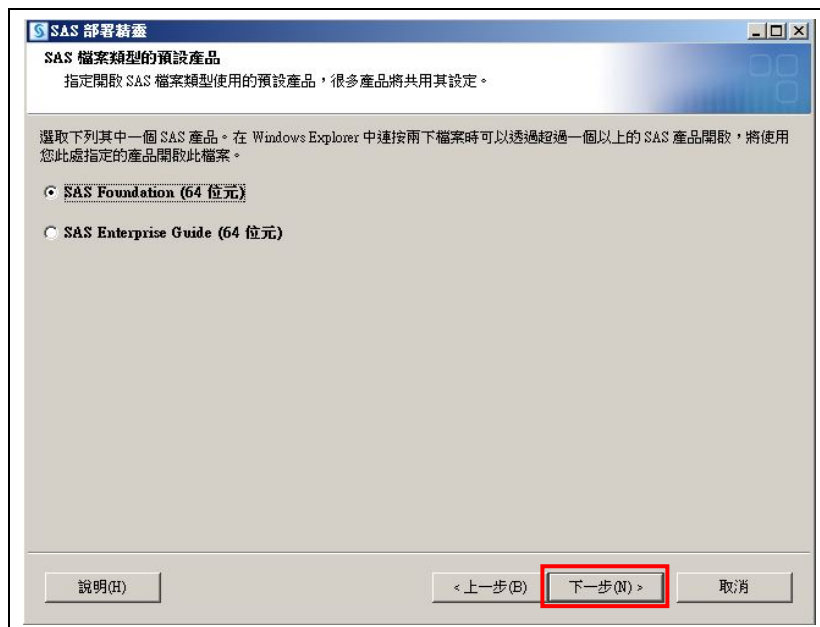 SAS 部署精靈
SAS 檔案類型的預設產品
指定開啟 SAS 檔案類型使用的預設產品，很多產品將共用其設定。
選取下列其中一個 SAS 產品。在 Windows Explorer 中連按兩下檔案時可以透過超過一個以上的 SAS 產品開啟，將使用
您此處指定的產品開啟此檔案。
SAS Foundation (64 位元)
SAS Enterprise Guide (64 位元)
說明(H)
< 上一步(B)
下一步(N) >
取消